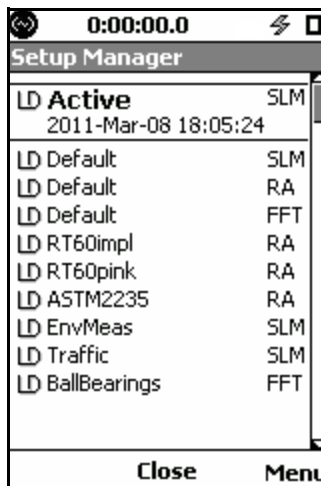 0:00:00.0
Setup Manager
LD Active SLM
2011-Mar-08 18:05:24
LD Default SLM
LD Default RA
LD Default FFT
LD RT60impl RA
LD RT60pink RA
LD ASTM2235 RA
LD EnvMeas SLM
LD Traffic SLM
LD BallBearings FFT
Close Menu